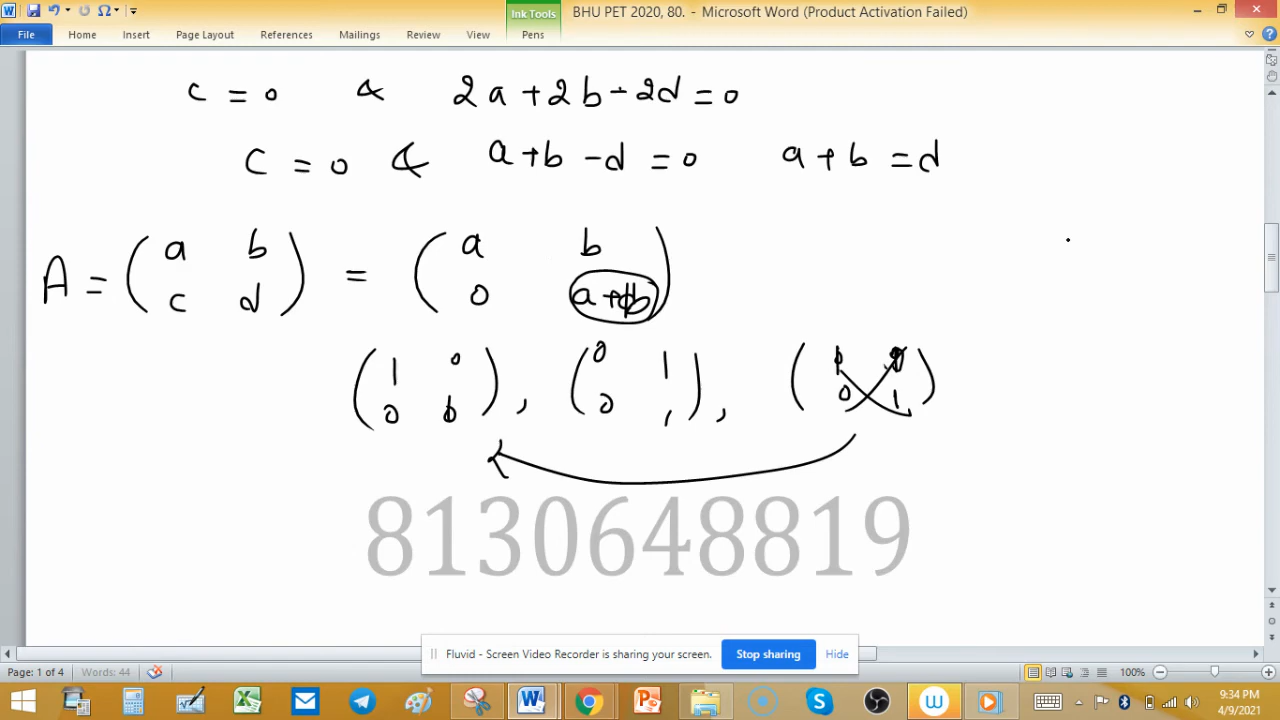 Ink Tools
BHU PET 2020, 80. - Microsoft Word (Product Activation Failed)
File Home Insert Page Layout References Mailings Review View Pens
c = 0 & 2a + 2b - 2d = 0
C = 0 & a + b - d = 0 a + b = d
A = ( a b ) = ( a b )
c d 0 a+b
( 1 0 ) , ( 0 1 ) , (
0 0 0 1 0 1 )
8130648819
Fluvid - Screen Video Recorder is sharing your screen. Stop sharing Hide
Page: 1 of 4 Words: 44 100%
9:34 PM
4/9/2021